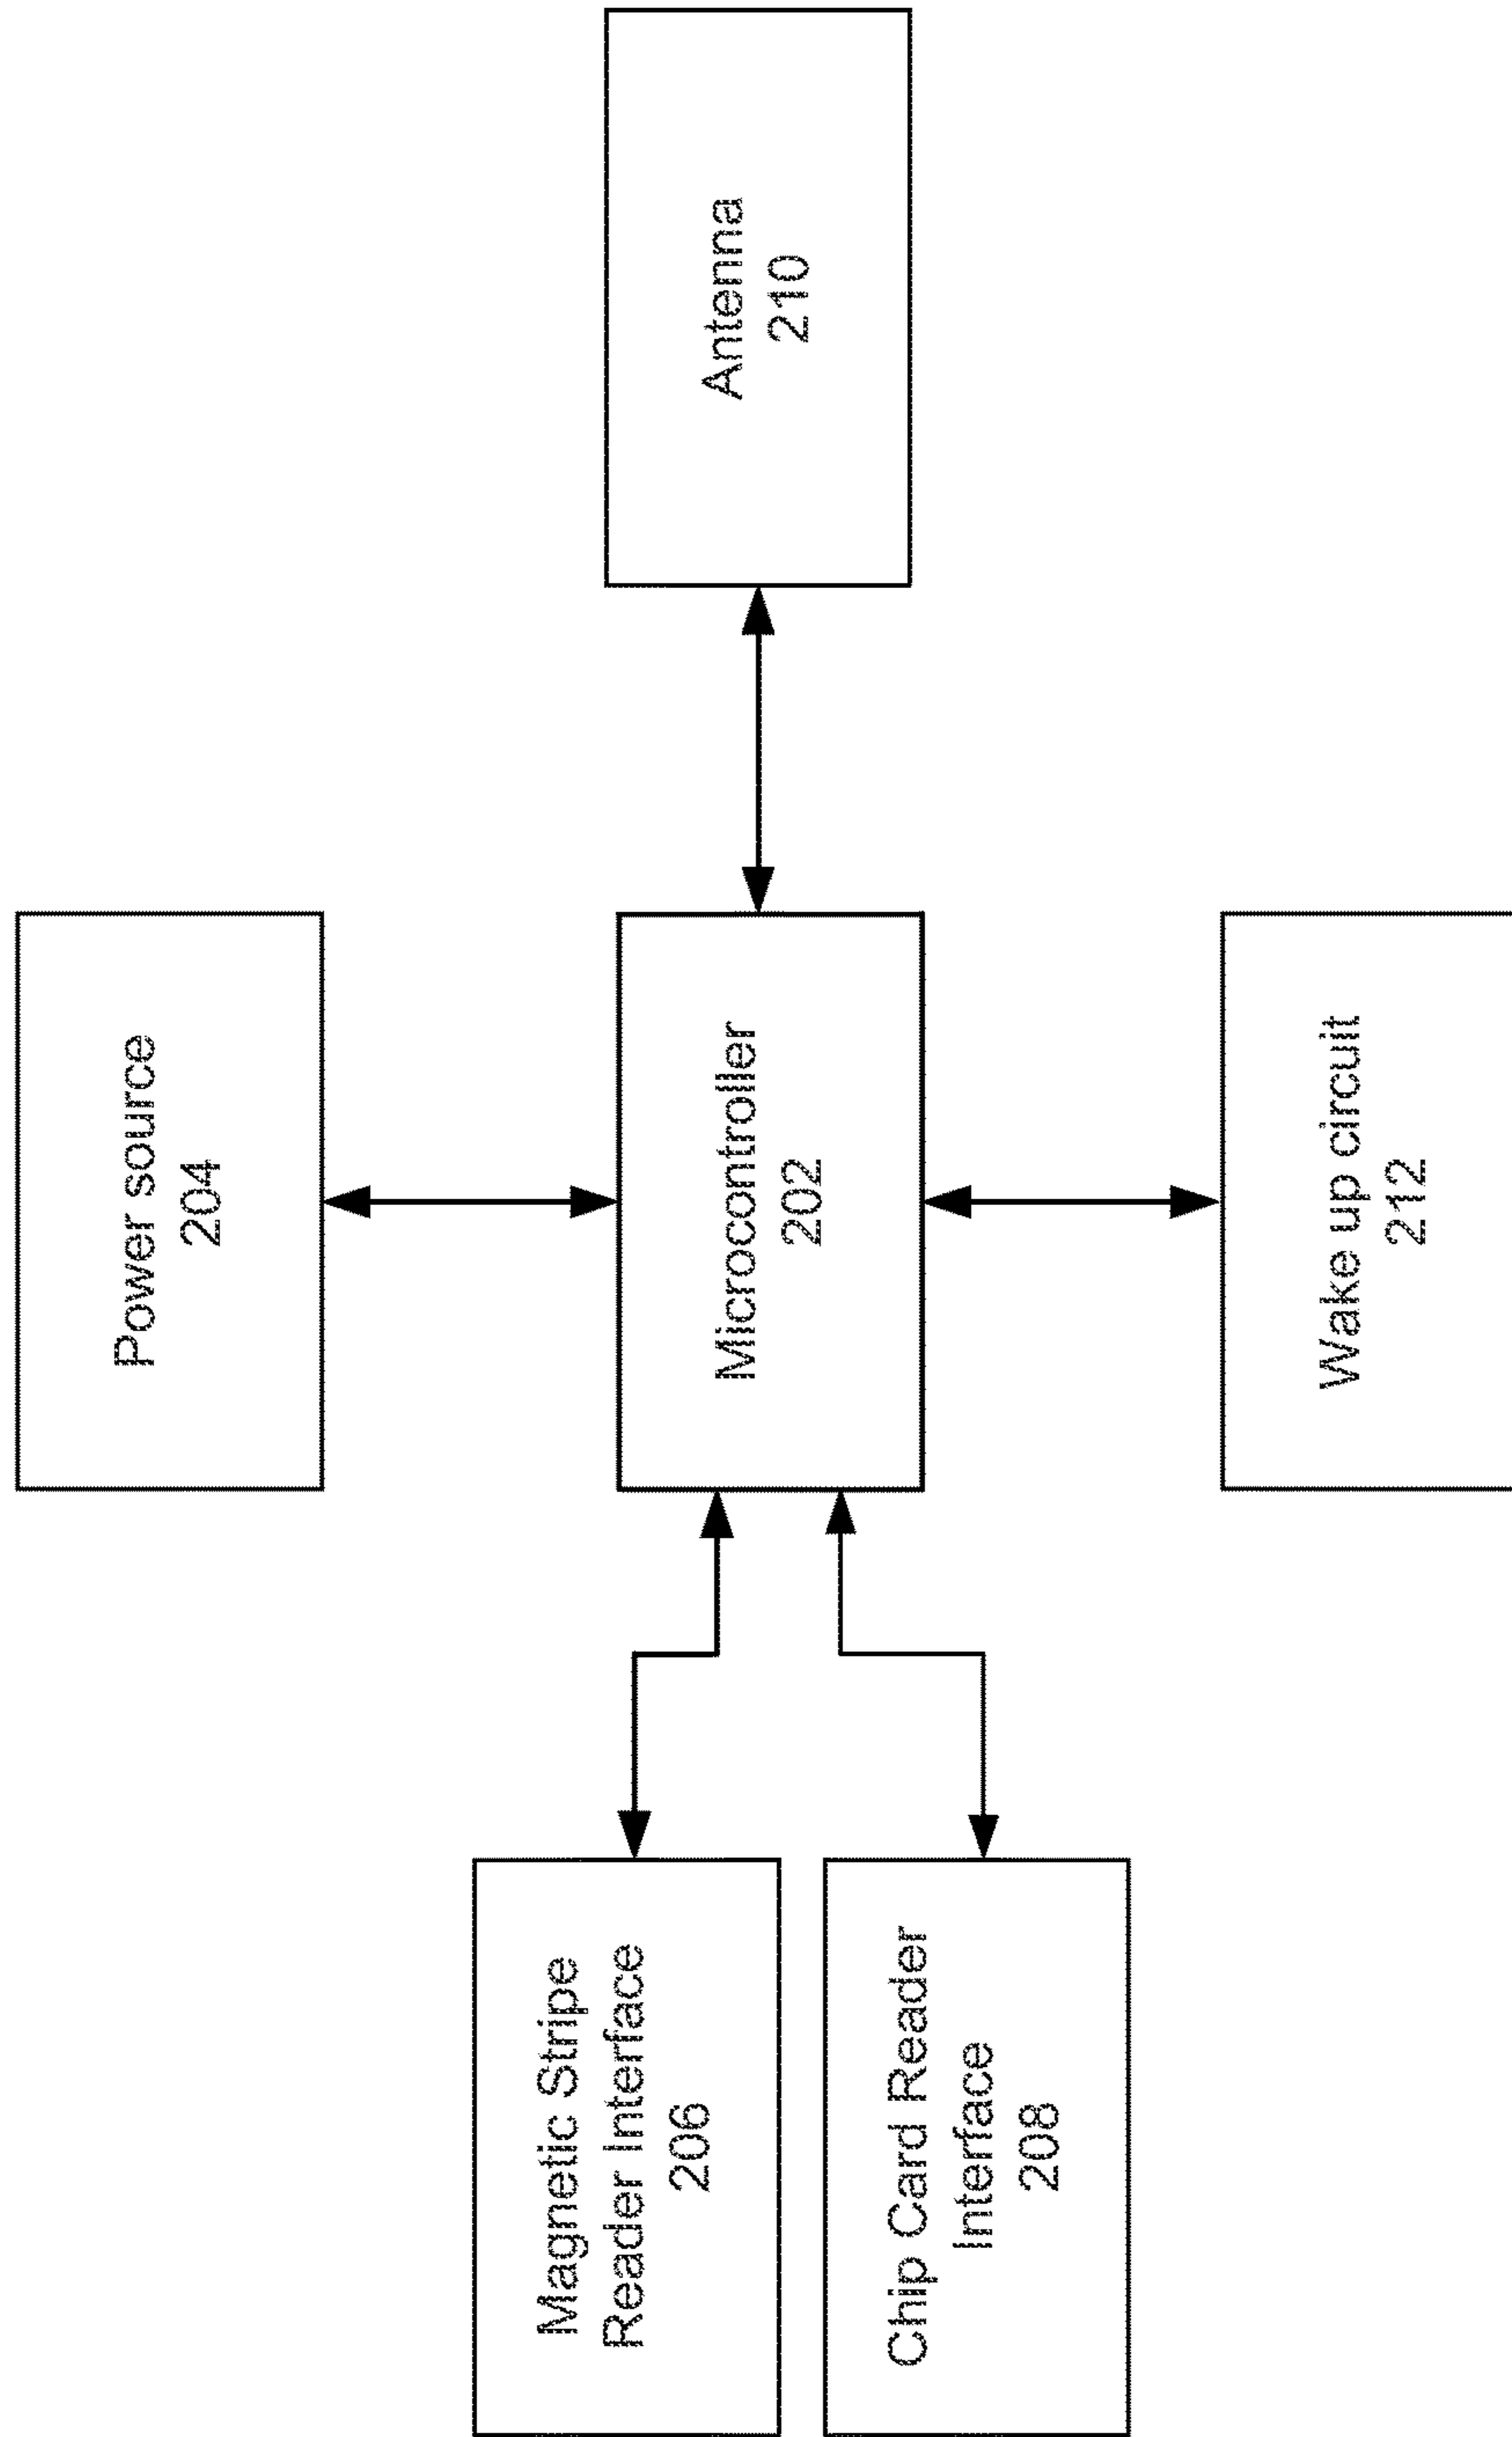 Power source
204
Magnetic Stripe
Reader Interface
206
Microcontroller
202
Antenna
210
Chip Card Reader
Interface
208
Wake up circuit
212